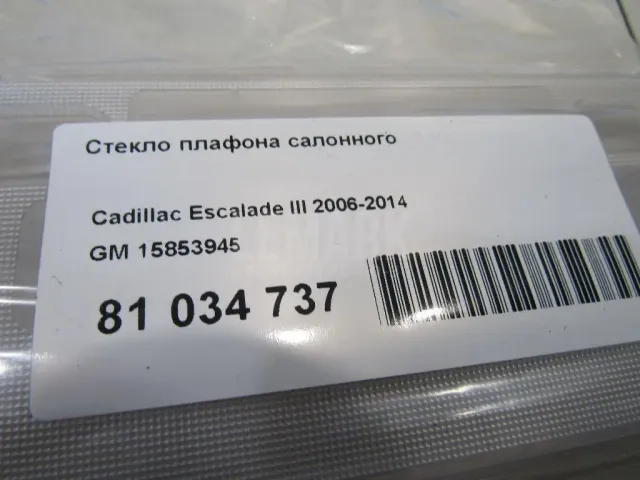 Стекло плафона салонного
Cadillac Escalade III 2006-2014
GM 15853945
81 034 737